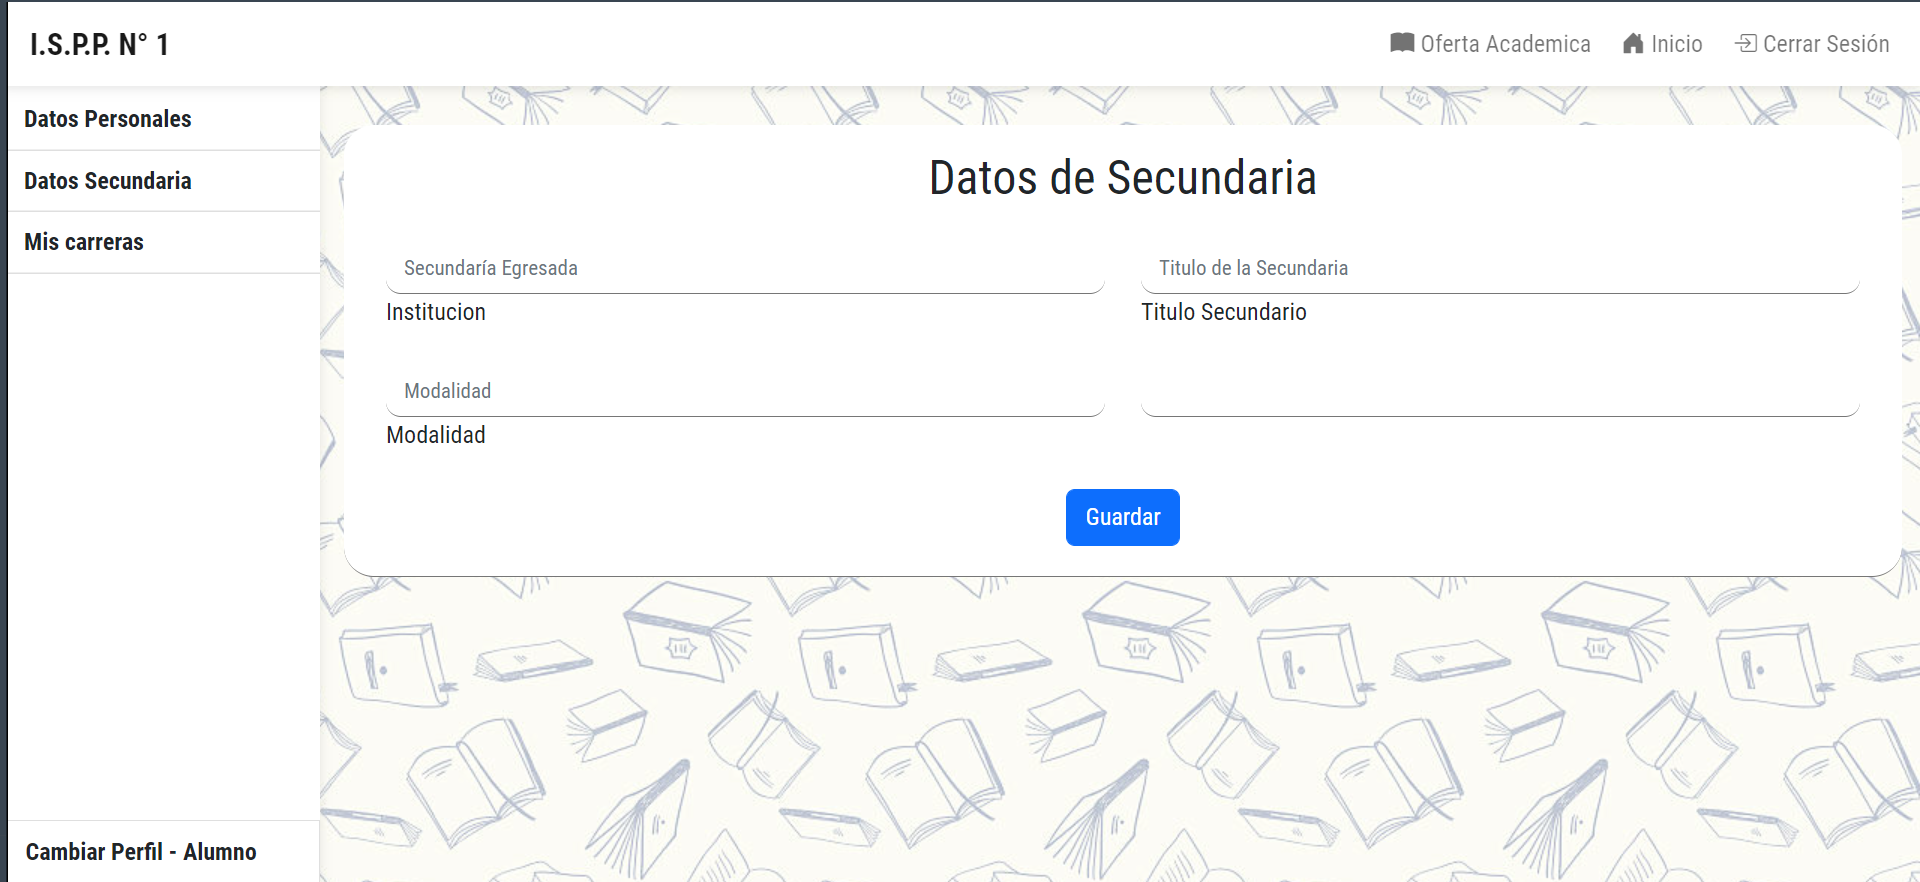 I.S.P.P. N° 1
Oferta Academica
Inicio
Cerrar Sesión
Datos Personales
Datos Secundaria
Mis carreras
Datos de Secundaria
Secundaría Egresada
Titulo de la Secundaria
Institucion
Titulo Secundario
Modalidad
Modalidad
Guardar
Cambiar Perfil - Alumno